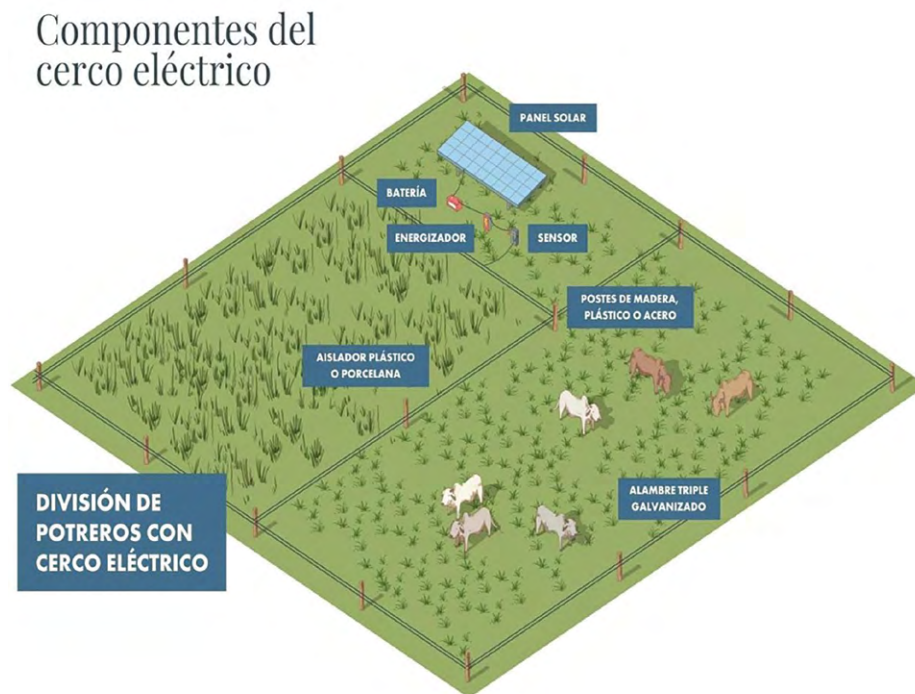 Componentes del
cerco eléctrico
PANEL SOLAR
BATERÍA
ENERGIZADOR
SENSOR
POSTES DE MADERA,
PLÁSTICO O ACERO
AISLADOR PLÁSTICO
O PORCELANA
ALAMBRE TRIPLE
GALVANIZADO
DIVISIÓN DE
POTREROS CON
CERCO ELÉCTRICO